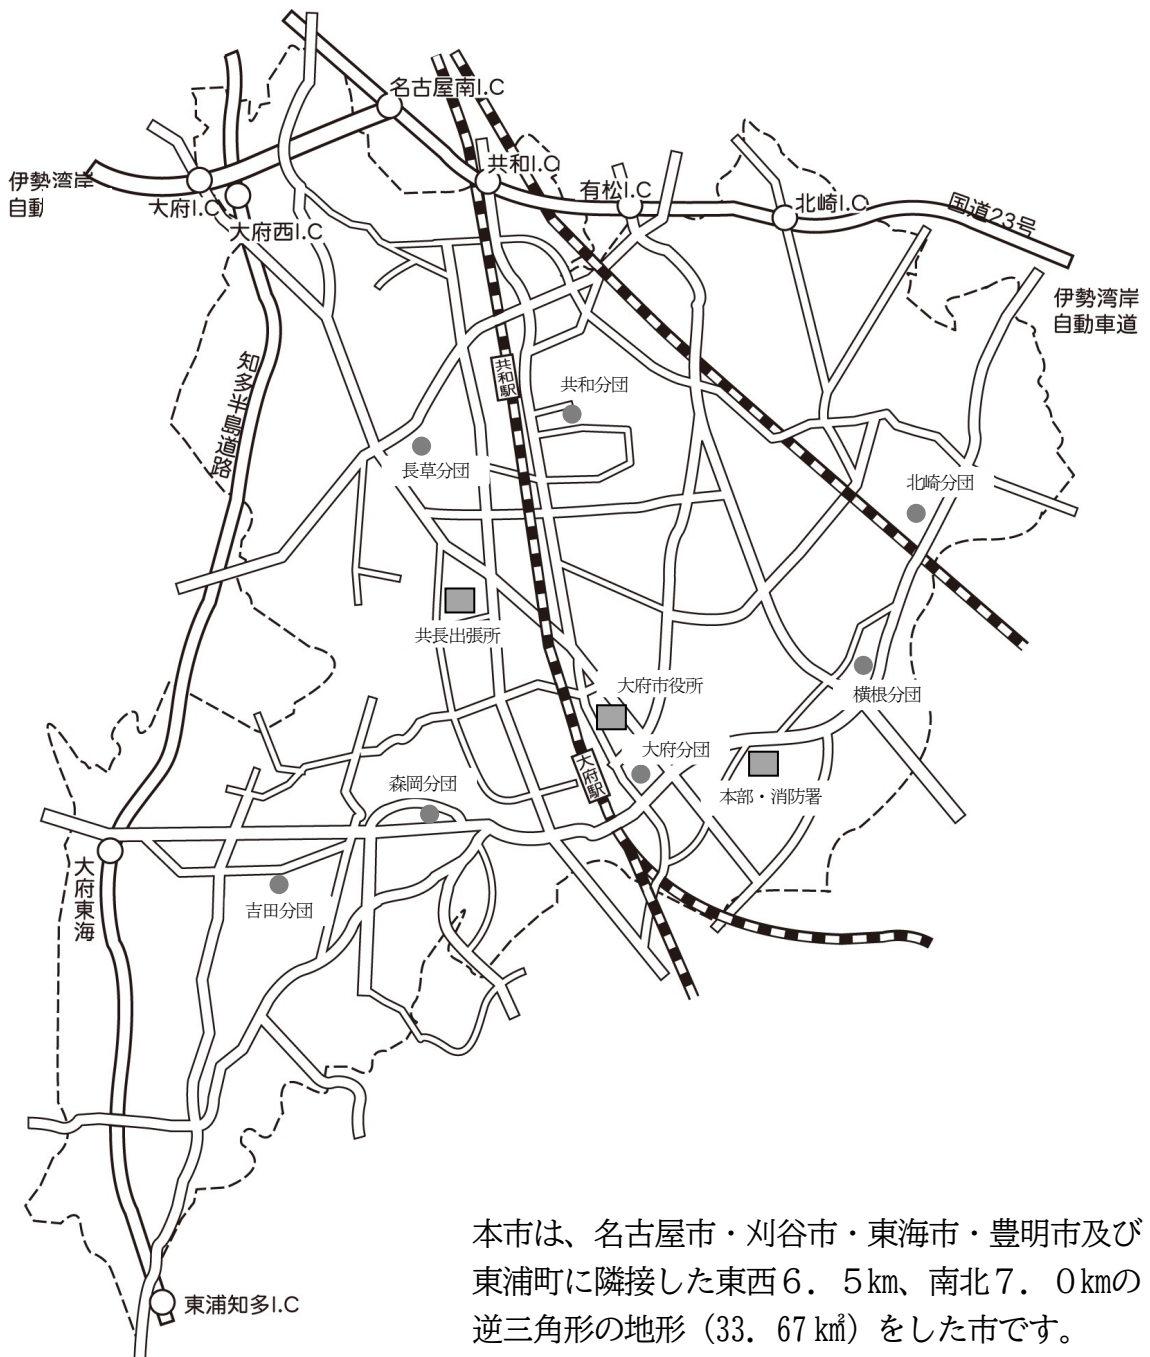 名古屋南I.C
伊勢湾岸
自動
大府I.C
大府西I.C
共和I.C
有松I.C
北崎I.C
国道23号
伊勢湾岸
自動車道
知多半島道路
共和駅
共和分団
長草分団
北崎分団
共長出張所
大府市役所
横根分団
大府分団
大府駅
本部・消防署
森岡分団
大府東海
吉田分団
東浦知多I.C
本市は、名古屋市・刈谷市・東海市・豊明市及び
東浦町に隣接した東西6．5㎞、南北7．0㎞の
逆三角形の地形（33．67㎢）をした市です。